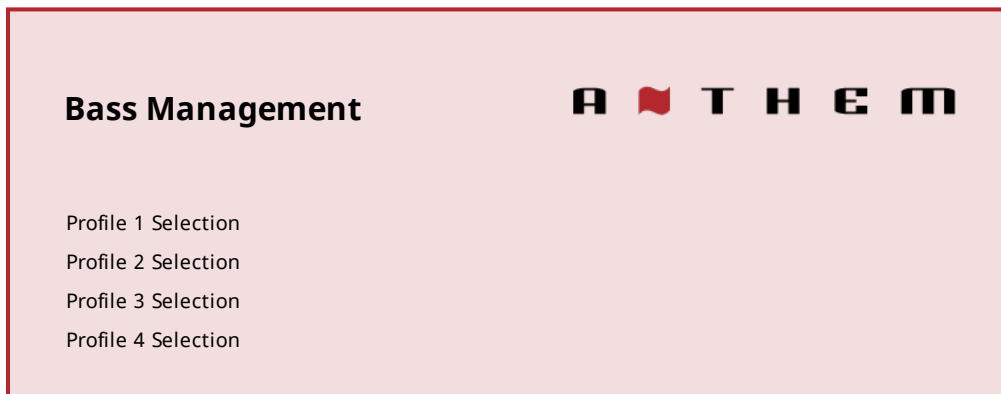 Bass Management
ANTHEM
Profile 1 Selection
Profile 2 Selection
Profile 3 Selection
Profile 4 Selection